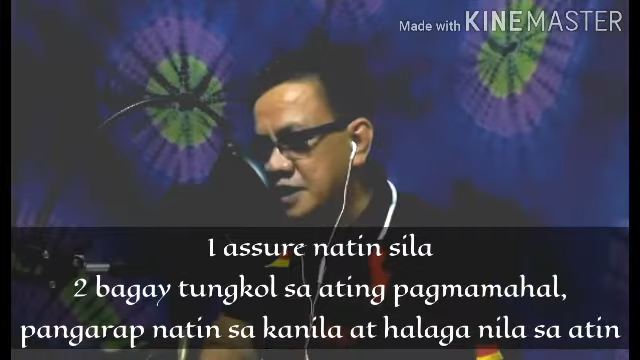 Made with KINEMASTER
I assure natin sila
2 bagay tungkol sa ating pagmamahal,
pangarap natin sa kanila at halaga nila sa atin